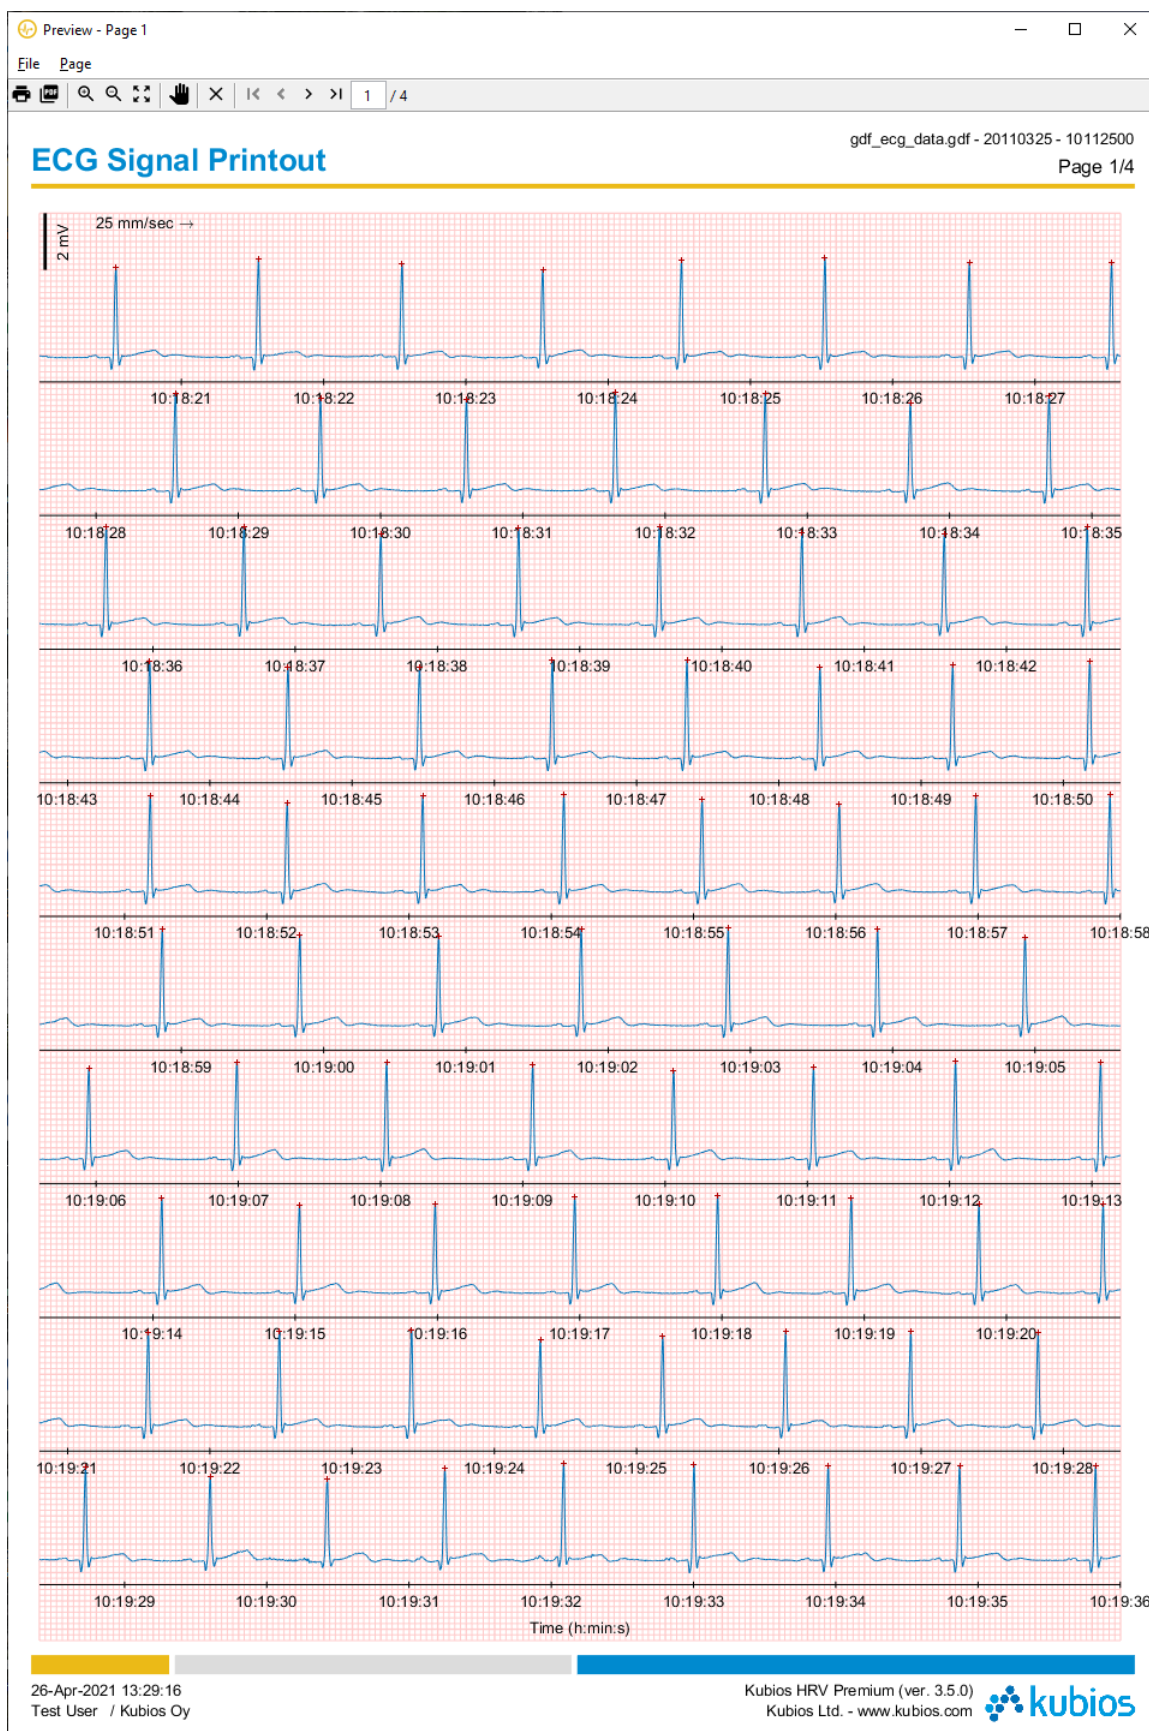 Preview - Page 1
File Page
1 / 4
gdf_ecg_data.gdf - 20110325 - 10112500
ECG Signal Printout
Page 1/4
25 mm/sec →
2 mV
10:18:21 10:18:22 10:18:23 10:18:24 10:18:25 10:18:26 10:18:27
10:18:28 10:18:29 10:18:30 10:18:31 10:18:32 10:18:33 10:18:34 10:18:35
10:18:36 10:18:37 10:18:38 10:18:39 10:18:40 10:18:41 10:18:42
10:18:43 10:18:44 10:18:45 10:18:46 10:18:47 10:18:48 10:18:49 10:18:50
10:18:51 10:18:52 10:18:53 10:18:54 10:18:55 10:18:56 10:18:57 10:18:58
10:18:59 10:19:00 10:19:01 10:19:02 10:19:03 10:19:04 10:19:05
10:19:06 10:19:07 10:19:08 10:19:09 10:19:10 10:19:11 10:19:12 10:19:13
10:19:14 10:19:15 10:19:16 10:19:17 10:19:18 10:19:19 10:19:20
10:19:21 10:19:22 10:19:23 10:19:24 10:19:25 10:19:26 10:19:27 10:19:28
10:19:29 10:19:30 10:19:31 10:19:32 10:19:33 10:19:34 10:19:35 10:19:36
Time (h:min:s)
26-Apr-2021 13:29:16
Test User / Kubios Oy
Kubios HRV Premium (ver. 3.5.0)
Kubios Ltd. - www.kubios.com
kubios